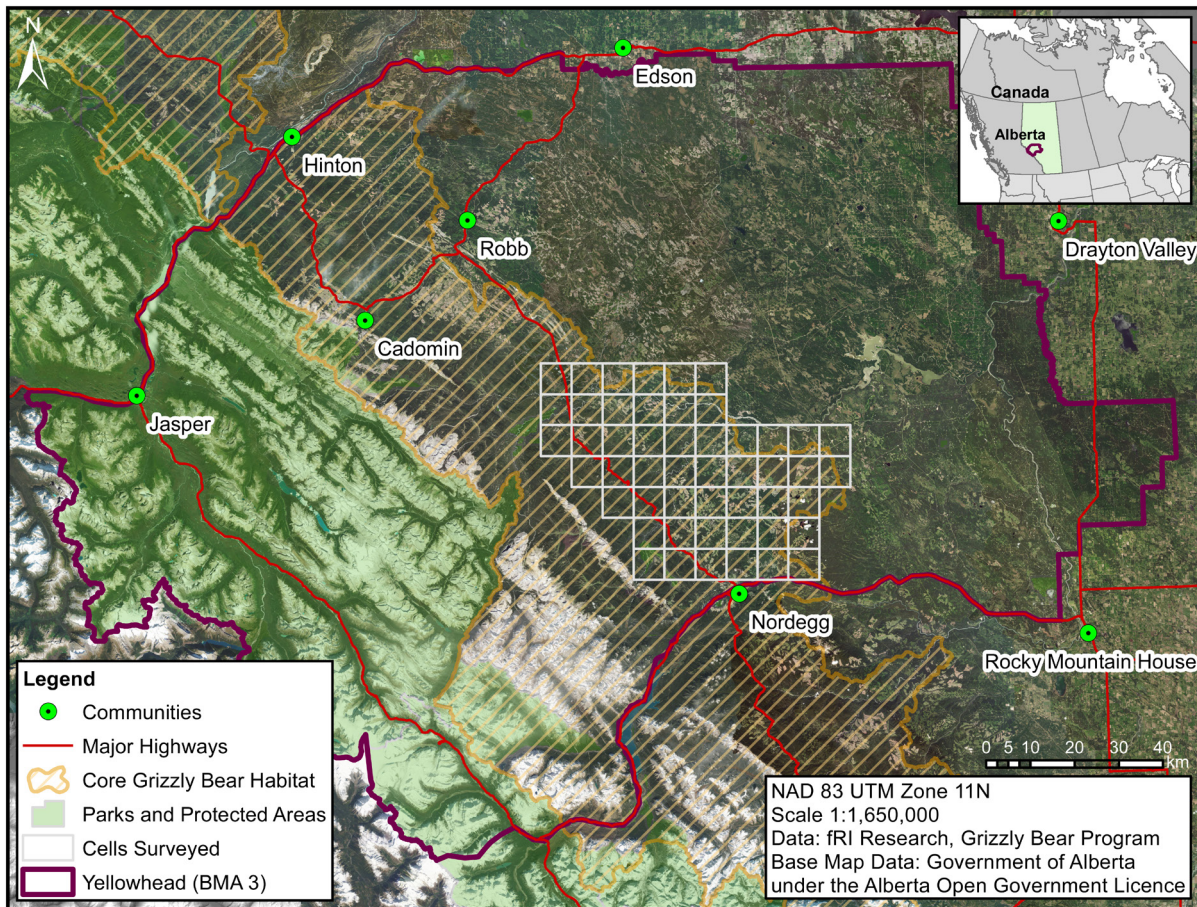 N
Edson
Canada
Alberta
Hinton
Robb
Drayton Valley
Cadomin
Jasper
Nordegg
Rocky Mountain House
Legend
Communities
Major Highways
Core Grizzly Bear Habitat
Parks and Protected Areas
Cells Surveyed
Yellowhead (BMA 3)
0 5 10 20 30 40
km
NAD 83 UTM Zone 11N
Scale 1:1,650,000
Data: fRI Research, Grizzly Bear Program
Base Map Data: Government of Alberta
under the Alberta Open Government Licence